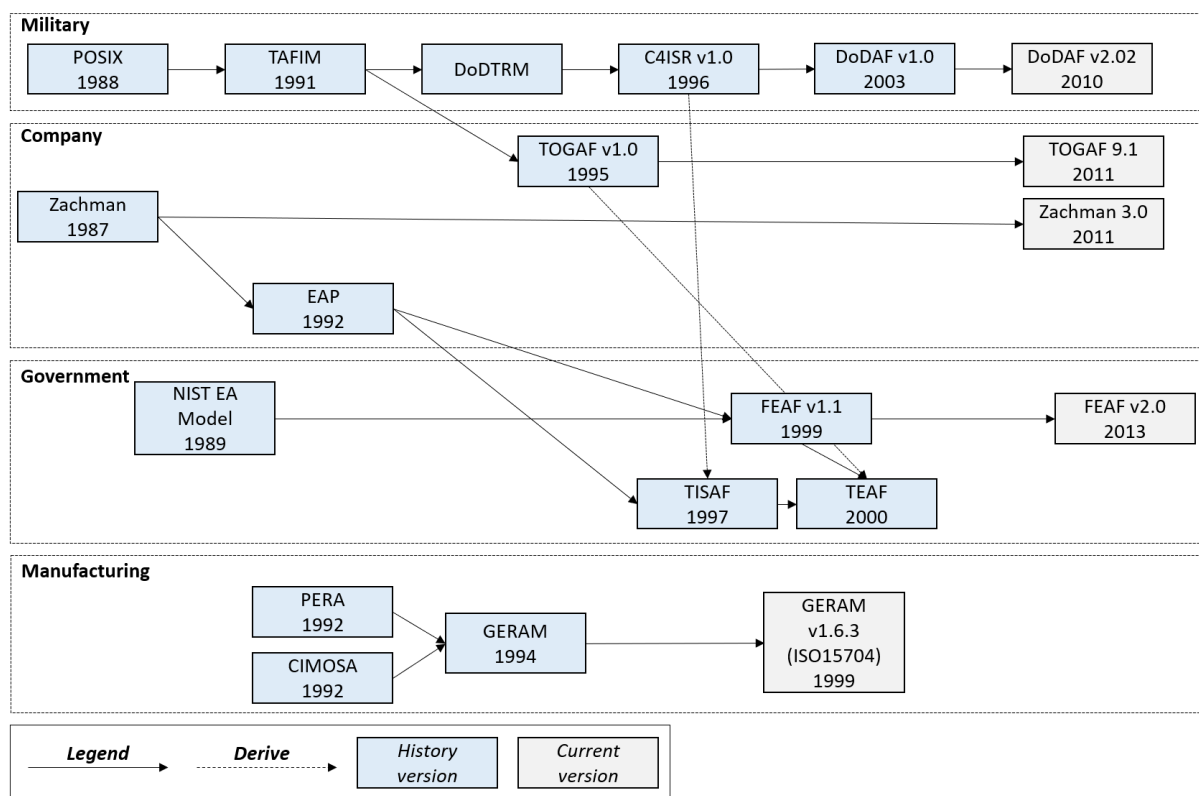 Military
POSIX
1988
TAFIM
1991
DoDTRM
C4ISR v1.0
1996
DoDAF v1.0
2003
DoDAF v2.02
2010
Company
TOGAF v1.0
1995
TOGAF 9.1
2011
Zachman
1987
Zachman 3.0
2011
EAP
1992
Government
NIST EA
Model
1989
FEAF v1.1
1999
FEAF v2.0
2013
TISAF
1997
TEAF
2000
Manufacturing
PERA
1992
CIMOSA
1992
GERAM
1994
GERAM
v1.6.3
(ISO15704)
1999
Legend
Derive
History
version
Current
version